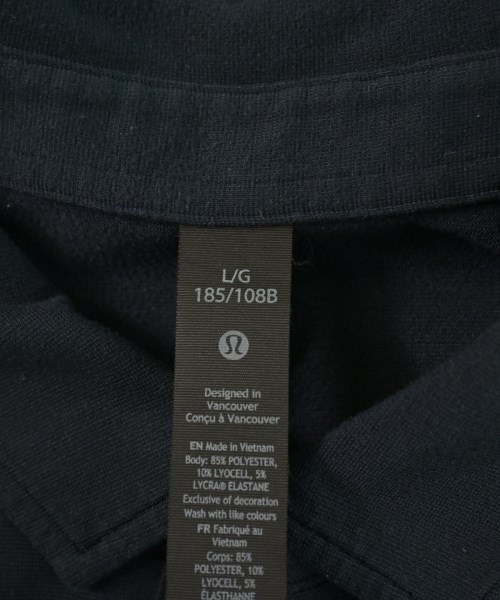 L/G
185/108B
Designed in
Vancouver
Conçu à Vancouver
EN Made in Vietnam
Body: 85% POLYESTER,
10% LYOCELL, 5%
LYCRA® ELASTANE
Exclusive of decoration
Wash with like colours
FR Fabriqué au
Vietnam
Corps: 85%
POLYESTER, 10%
LYOCELL, 5%
ÉLASTHANNE